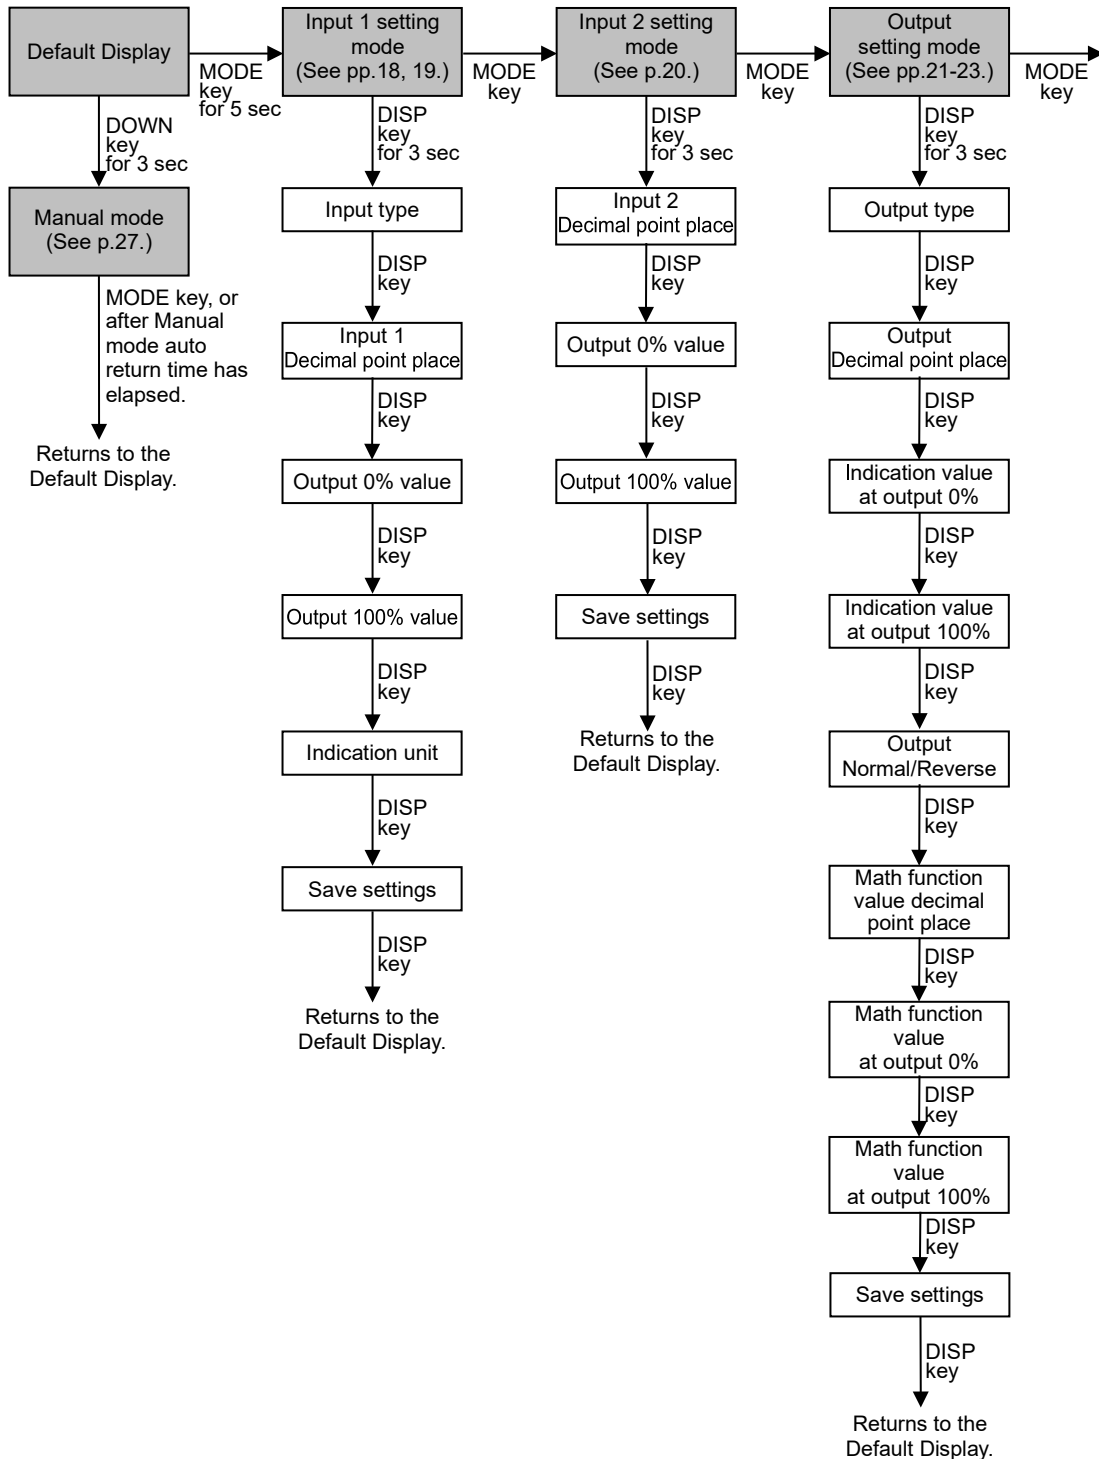 Default Display
MODE
key
for 5 sec
DOWN
key
for 3 sec
Manual mode
(See p.27.)
MODE key, or
after Manual
mode auto
return time has
elapsed.
Returns to the
Default Display.
Input 1 setting
mode
(See pp.18, 19.)
MODE
key
DISP
key
for 3 sec
Input type
DISP
key
Input 1
Decimal point place
DISP
key
Output 0% value
DISP
key
Output 100% value
DISP
key
Indication unit
DISP
key
Save settings
DISP
key
Returns to the
Default Display.
Input 2 setting
mode
(See p.20.)
MODE
key
DISP
key
for 3 sec
Input 2
Decimal point place
DISP
key
Output 0% value
DISP
key
Output 100% value
DISP
key
Save settings
DISP
key
Returns to the
Default Display.
Output
setting mode
(See pp.21-23.)
MODE
key
DISP
key
for 3 sec
Output type
DISP
key
Output
Decimal point place
DISP
key
Indication value
at output 0%
DISP
key
Indication value
at output 100%
DISP
key
Output
Normal/Reverse
DISP
key
Math function
value decimal
point place
DISP
key
Math function
value
at output 0%
DISP
key
Math function
value
at output 100%
DISP
key
Save settings
DISP
key
Returns to the
Default Display.